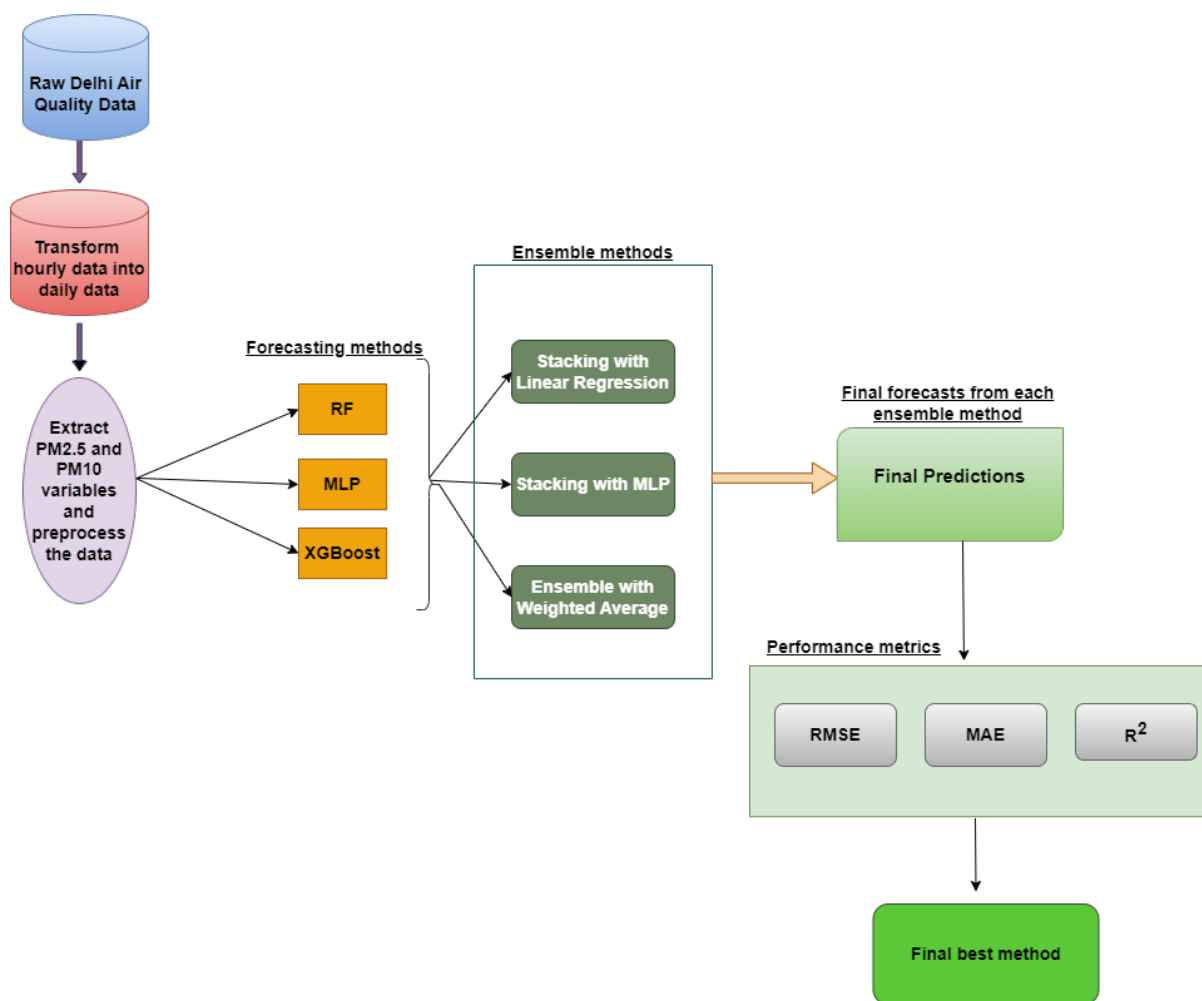 Raw Delhi Air
Quality Data
Transform
hourly data into
daily data
Extract
PM2.5 and
PM10
variables
and
preprocess
the data
Forecasting methods
RF
MLP
XGBoost
Ensemble methods
Stacking with
Linear Regression
Stacking with MLP
Ensemble with
Weighted Average
Final forecasts from each
ensemble method
Final Predictions
Performance metrics
RMSE
MAE
R²
Final best method